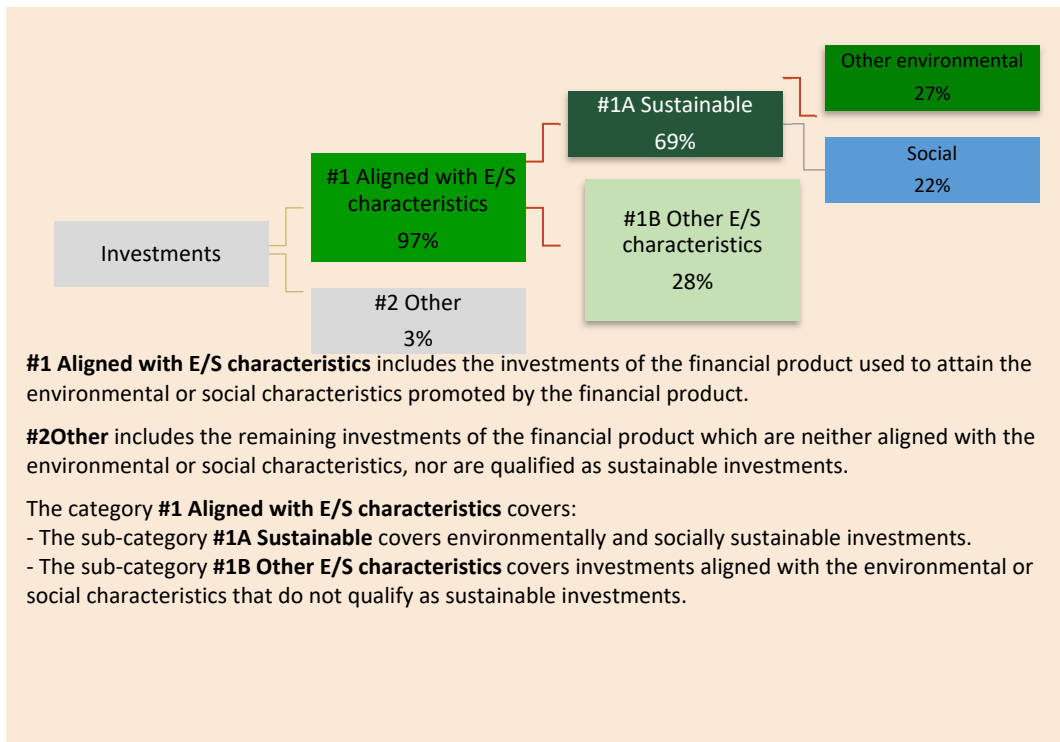 Other environmental
27%
#1A Sustainable
69%
Social
22%
#1 Aligned with E/S
characteristics
97%
#1B Other E/S
characteristics
28%
Investments
#2 Other
3%
#1 Aligned with E/S characteristics includes the investments of the financial product used to attain the
environmental or social characteristics promoted by the financial product.
#2Other includes the remaining investments of the financial product which are neither aligned with the
environmental or social characteristics, nor are qualified as sustainable investments.
The category #1 Aligned with E/S characteristics covers:
- The sub-category #1A Sustainable covers environmentally and socially sustainable investments.
- The sub-category #1B Other E/S characteristics covers investments aligned with the environmental or
social characteristics that do not qualify as sustainable investments.